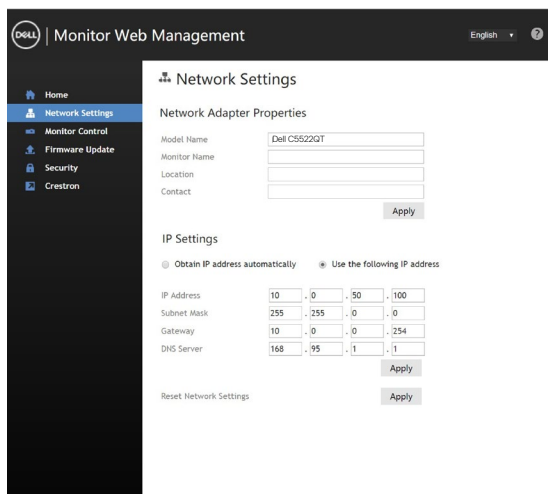 DELL | Monitor Web Management
English
?
Home
Network Settings
Monitor Control
Firmware Update
Security
Crestron
Network Settings
Network Adapter Properties
Model Name Dell C5522QT
Monitor Name
Location
Contact
Apply
IP Settings
Obtain IP address automatically Use the following IP address
IP Address 10 . 0 . 50 . 100
Subnet Mask 255 . 255 . 0 . 0
Gateway 10 . 0 . 0 . 254
DNS Server 168 . 95 . 1 . 1
Apply
Reset Network Settings Apply